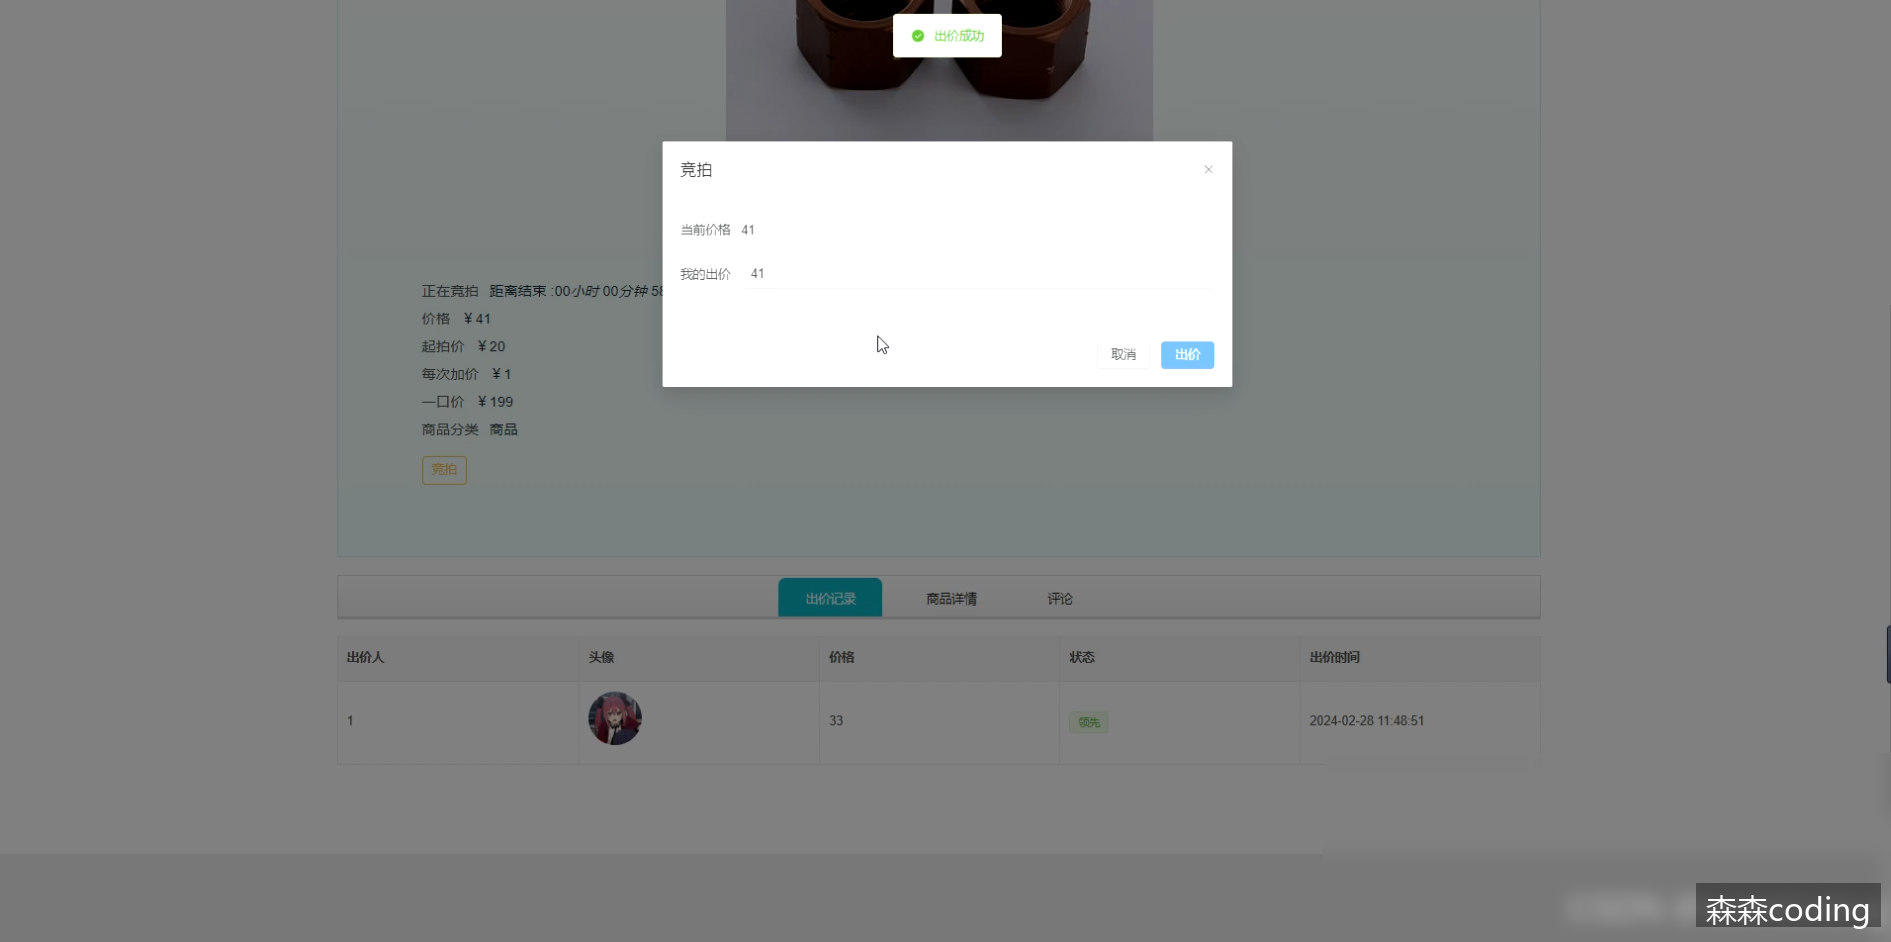 出价成功
竞拍
当前价格 41
我的出价 41
取消 出价
正在竞拍 距离结束 :00小时 00分钟 58
价格 ¥ 41
起拍价 ¥ 20
每次加价 ¥ 1
一口价 ¥ 199
商品分类 商品
竞拍
出价记录 商品详情 评论
出价人 头像 价格 状态 出价时间
1 33 领先 2024-02-28 11:48:51
森森coding